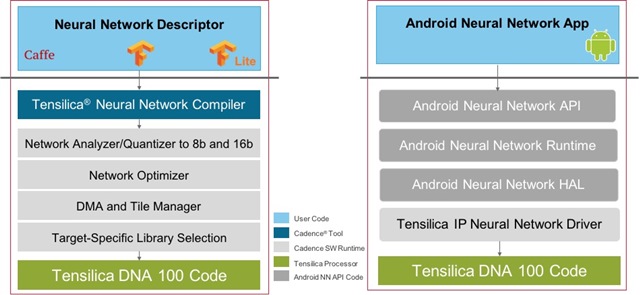 Neural Network Descriptor
Caffe
Lite
Tensilica® Neural Network Compiler
Network Analyzer/Quantizer to 8b and 16b
Network Optimizer
DMA and Tile Manager
Target-Specific Library Selection
Tensilica DNA 100 Code
User Code
Cadence® Tool
Cadence SW Runtime
Tensilica Processor
Android NN API Code
Android Neural Network App
Android Neural Network API
Android Neural Network Runtime
Android Neural Network HAL
Tensilica IP Neural Network Driver
Tensilica DNA 100 Code